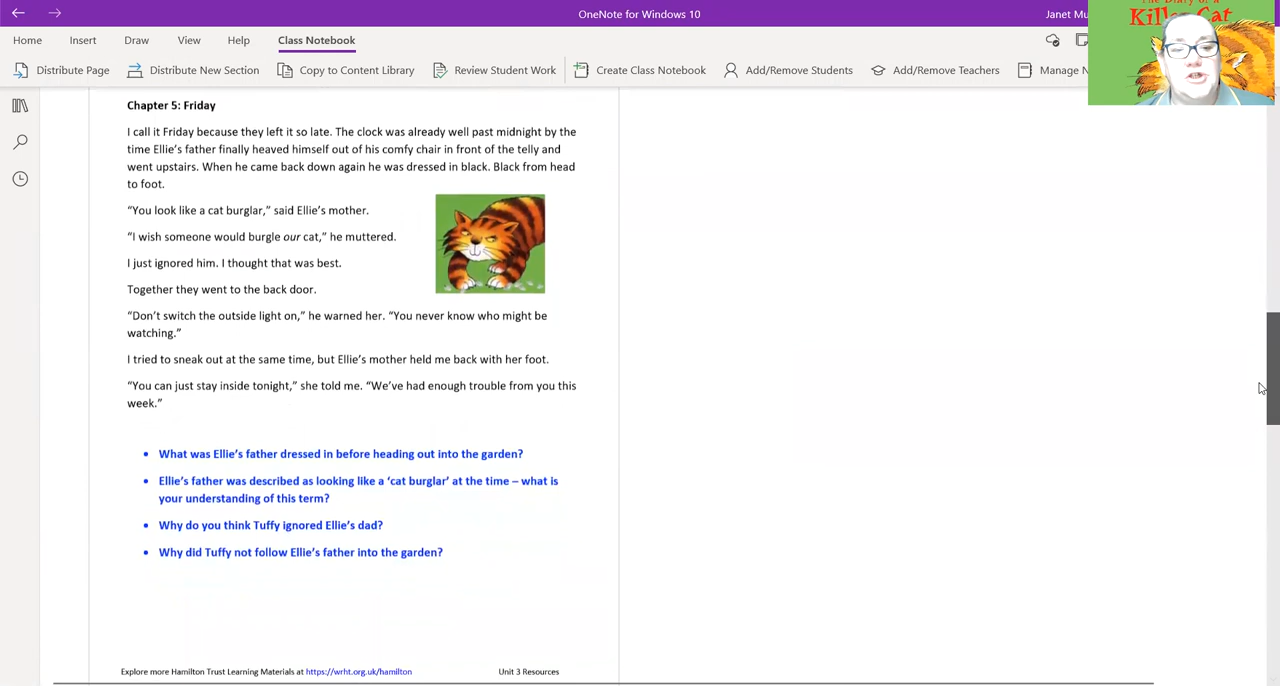 OneNote for Windows 10
Janet Mu
The Diary of a
Killer Cat
Home Insert Draw View Help Class Notebook
Distribute Page Distribute New Section Copy to Content Library Review Student Work Create Class Notebook Add/Remove Students Add/Remove Teachers Manage N
Chapter 5: Friday
I call it Friday because they left it so late. The clock was already well past midnight by the
time Ellie’s father finally heaved himself out of his comfy chair in front of the telly and
went upstairs. When he came back down again he was dressed in black. Black from head
to foot.
“You look like a cat burglar,” said Ellie’s mother.
“I wish someone would burgle our cat,” he muttered.
I just ignored him. I thought that was best.
Together they went to the back door.
“Don’t switch the outside light on,” he warned her. “You never know who might be
watching.”
I tried to sneak out at the same time, but Ellie’s mother held me back with her foot.
“You can just stay inside tonight,” she told me. “We’ve had enough trouble from you this
week.”
• What was Ellie’s father dressed in before heading out into the garden?
• Ellie’s father was described as looking like a ‘cat burglar’ at the time – what is
your understanding of this term?
• Why do you think Tuffy ignored Ellie’s dad?
• Why did Tuffy not follow Ellie’s father into the garden?
Explore more Hamilton Trust Learning Materials at https://wrht.org.uk/hamilton Unit 3 Resources